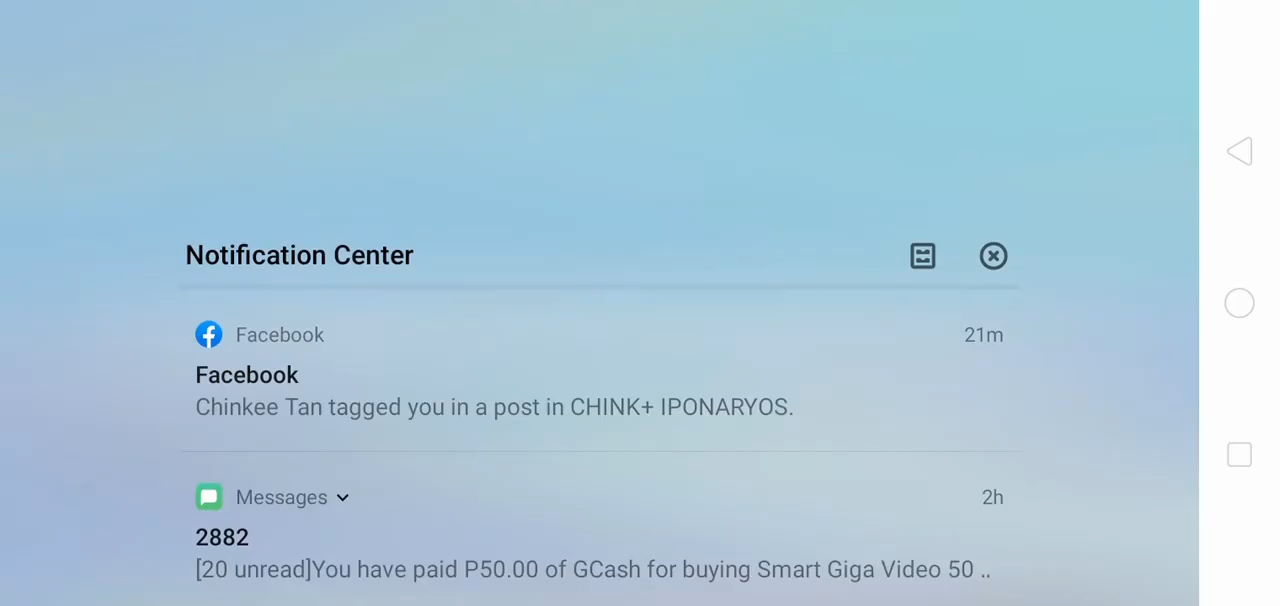 Notification Center
Facebook
21m
Facebook
Chinkee Tan tagged you in a post in CHINK+ IPONARYOS.
Messages
2h
2882
[20 unread]You have paid P50.00 of GCash for buying Smart Giga Video 50 ..